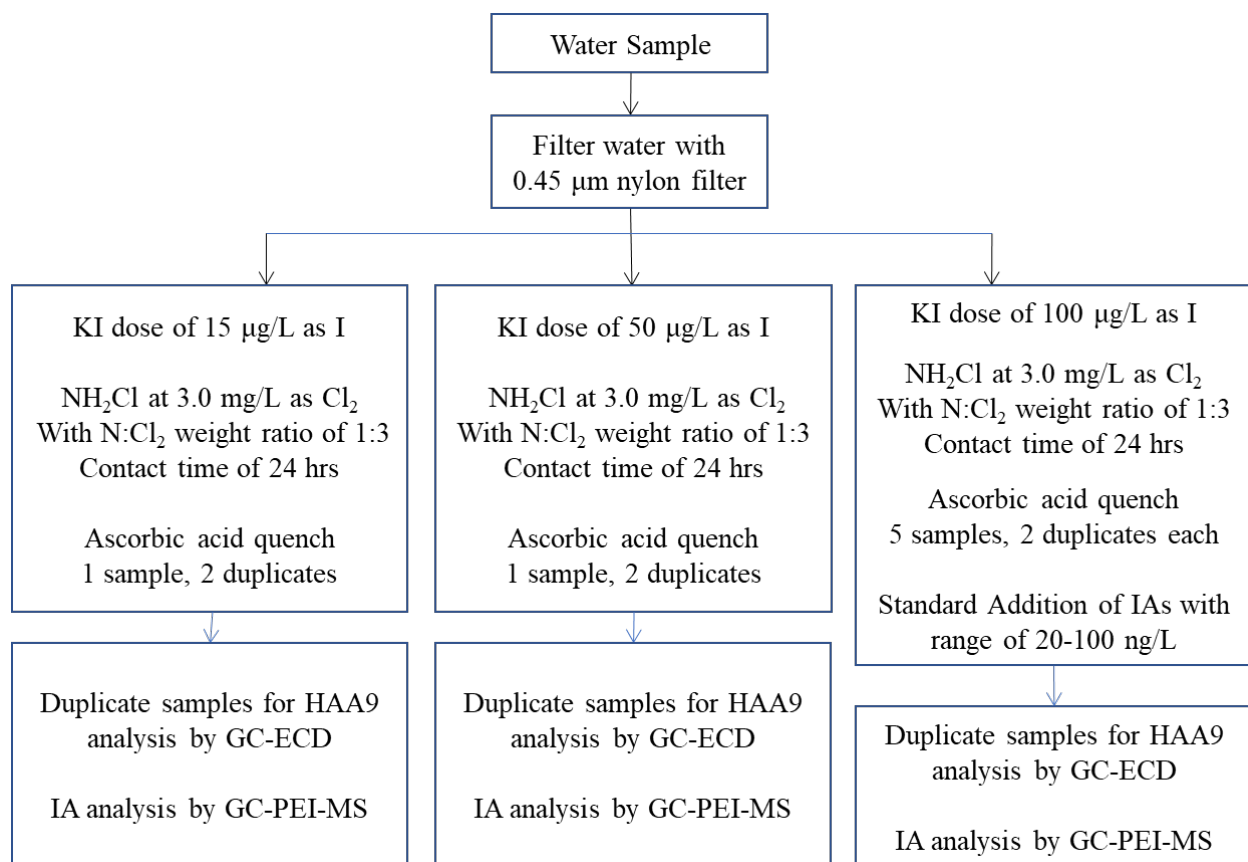 Water Sample
Filter water with
0.45 µm nylon filter
KI dose of 15 µg/L as I
NH₂Cl at 3.0 mg/L as Cl₂
With N:Cl₂ weight ratio of 1:3
Contact time of 24 hrs
Ascorbic acid quench
1 sample, 2 duplicates
Duplicate samples for HAA9
analysis by GC-ECD
IA analysis by GC-PEI-MS
KI dose of 50 µg/L as I
NH₂Cl at 3.0 mg/L as Cl₂
With N:Cl₂ weight ratio of 1:3
Contact time of 24 hrs
Ascorbic acid quench
1 sample, 2 duplicates
Duplicate samples for HAA9
analysis by GC-ECD
IA analysis by GC-PEI-MS
KI dose of 100 µg/L as I
NH₂Cl at 3.0 mg/L as Cl₂
With N:Cl₂ weight ratio of 1:3
Contact time of 24 hrs
Ascorbic acid quench
5 samples, 2 duplicates each
Standard Addition of IAs with
range of 20-100 ng/L
Duplicate samples for HAA9
analysis by GC-ECD
IA analysis by GC-PEI-MS